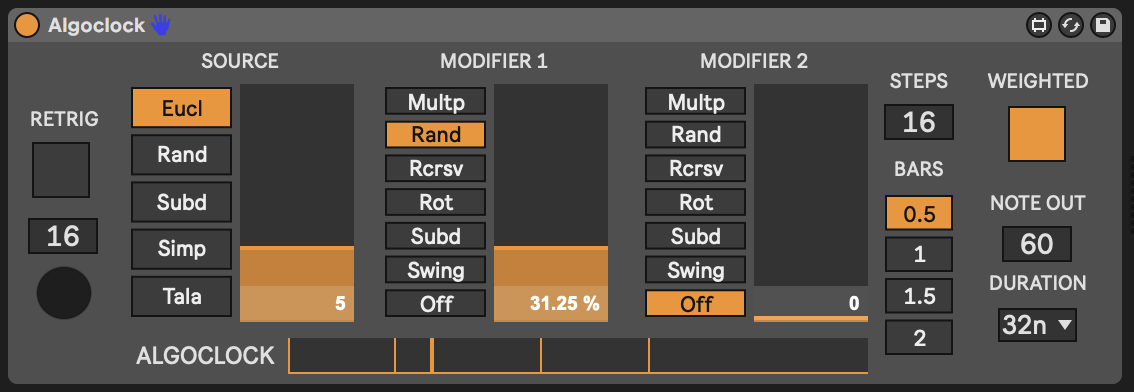 Algoclock
SOURCE
MODIFIER 1
MODIFIER 2
STEPS
WEIGHTED
RETRIG
16
Eucl
Rand
Subd
Simp
Tala
5
Multp
Rand
Rcrsv
Rot
Subd
Swing
Off
31.25 %
Multp
Rand
Rcrsv
Rot
Subd
Swing
Off
0
16
BARS
0.5
1
1.5
2
NOTE OUT
60
DURATION
32n
ALGOCLOCK